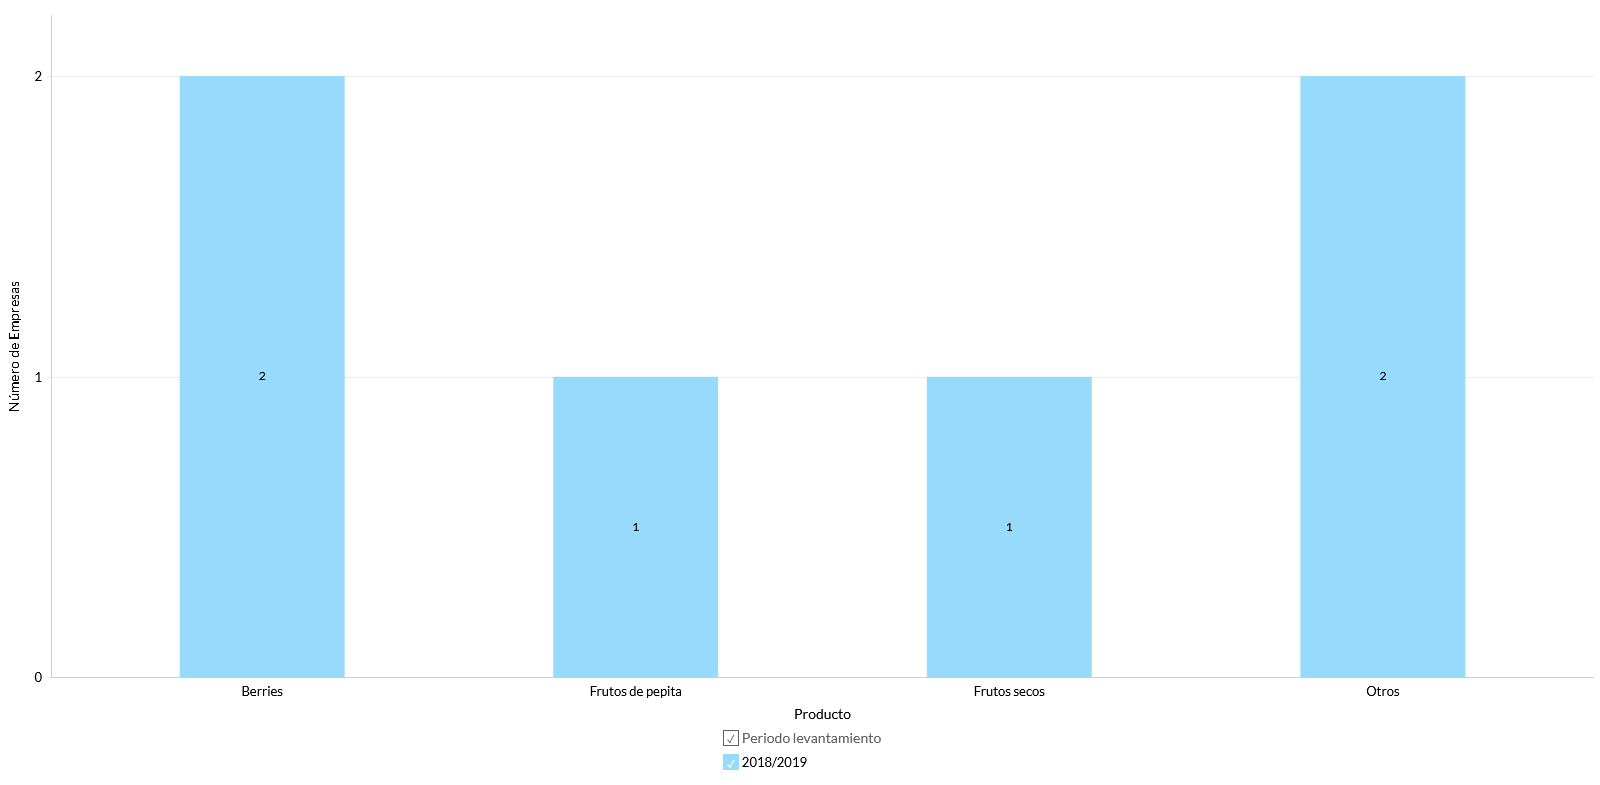 Número de Empresas
2
1
0
2
1
1
2
Berries
Frutos de pepita
Frutos secos
Otros
Producto
Periodo levantamiento
2018/2019